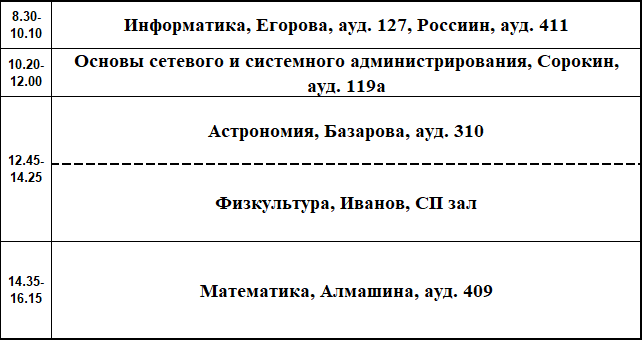 8.30-
10.10
Информатика, Егорова, ауд. 127, Россиин, ауд. 411
10.20-
12.00
Основы сетевого и системного администрирования, Сорокин,
ауд. 119а
12.45-
14.25
Астрономия, Базарова, ауд. 310
Физкультура, Иванов, СП зал
14.35-
16.15
Математика, Алмашина, ауд. 409